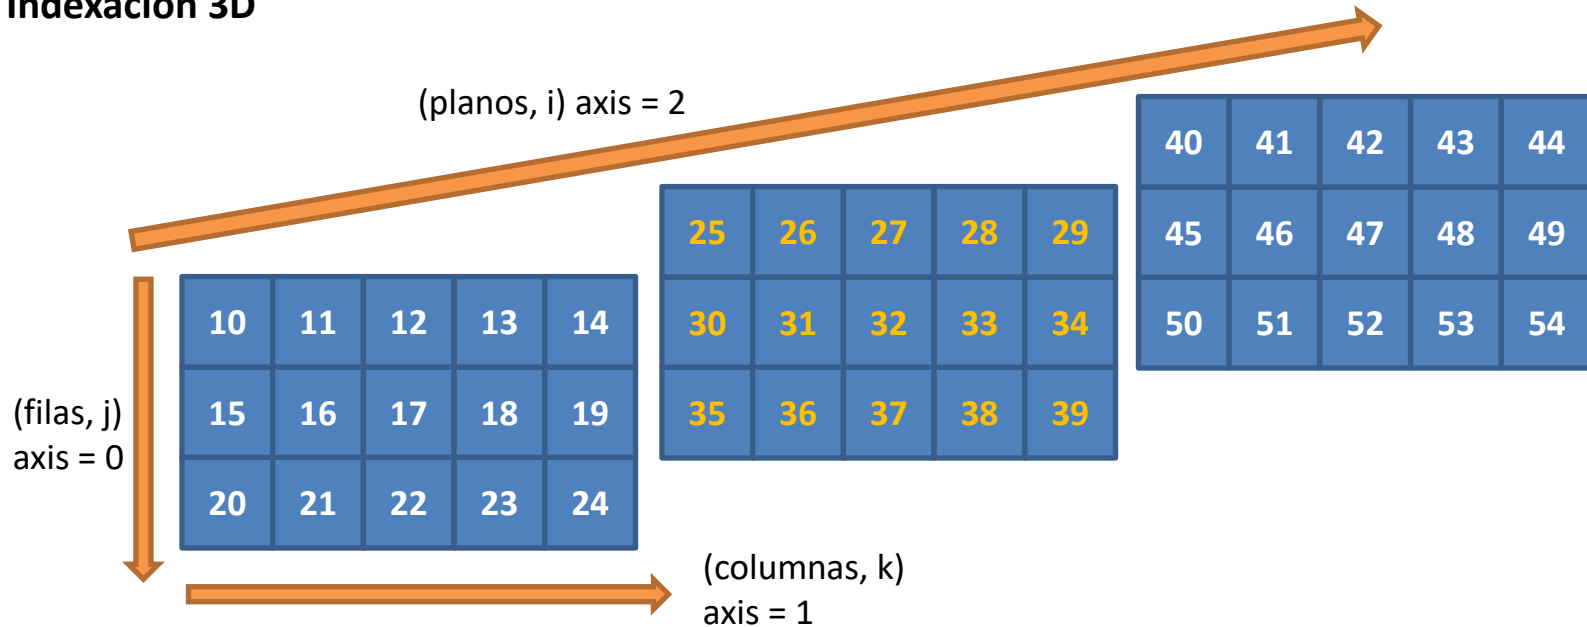 Indexación 3D
(planos, i) axis = 2
40 41 42 43 44
45 46 47 48 49
50 51 52 53 54
25 26 27 28 29
30 31 32 33 34
35 36 37 38 39
10 11 12 13 14
15 16 17 18 19
20 21 22 23 24
(filas, j)
axis = 0
(columnas, k)
axis = 1